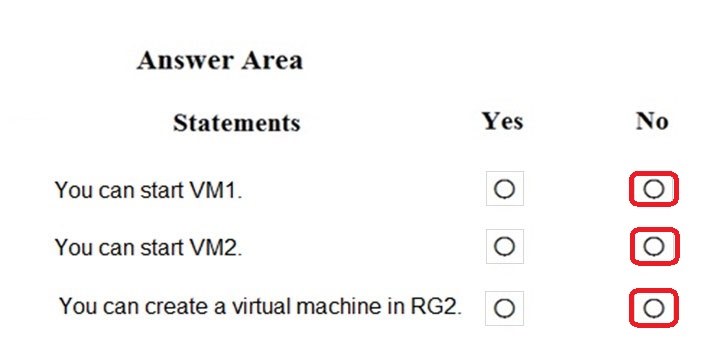 Answer Area
Statements Yes No
You can start VM1.
You can start VM2.
You can create a virtual machine in RG2.